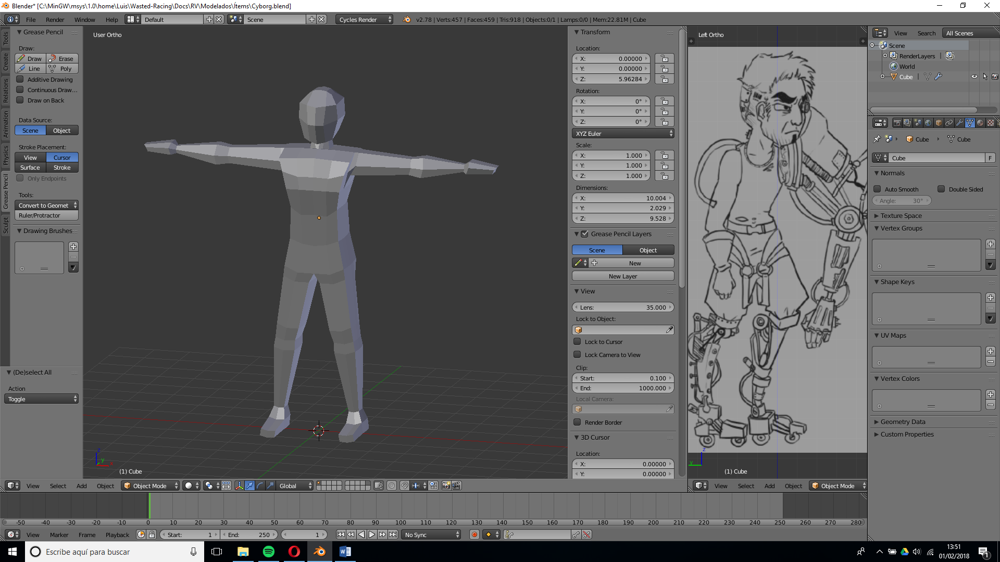 Blender* [C:\MinGW\msys\1.0\home\Luis\Wasted-Racing\Docs\RV\Modelados\Ítems\Cyborg.blend]
File Render Window Help Default Scene Cycles Render v2.78 | Verts:457 | Faces:459 | Tris:918 | Objects:0/1 | Lamps:0/0 | Mem:22.81M | Cube
Tools
Create
Relations
Animation
Physics
Grease Pencil
Sculpt
Grease Pencil
Draw:
Draw Erase
Line Poly
Additive Drawing
Continuous Draw...
Draw on Back
Data Source:
Scene Object
Stroke Placement:
View Cursor
Surface Stroke
Only Endpoints
Tools:
Convert to Geomet
Ruler/Protractor
Drawing Brushes
(De)select All
Action
Toggle
User Ortho
z
y
x
(1) Cube
Transform
Location:
X: 0.00000
Y: 0.00000
Z: 5.96284
Rotation:
X: 0°
Y: 0°
Z: 0°
XYZ Euler
Scale:
X: 1.000
Y: 1.000
Z: 1.000
Dimensions:
X: 10.004
Y: 2.029
Z: 9.528
Grease Pencil Layers
Scene Object
New
New Layer
View
Lens: 35.000
Lock to Object:
Lock to Cursor
Lock Camera to View
Clip:
Start: 0.100
End: 1000.000
Local Camera:
Render Border
3D Cursor
Location:
X: 0.00000
Y: 0.00000
Left Ortho
z
y
(1) Cube
View Search All Scenes
Scene
RenderLayers |
World
Cube
Cube Cube
Cube F
Normals
Auto Smooth Double Sided
Angle: 30°
Texture Space
Vertex Groups
Shape Keys
UV Maps
Vertex Colors
Geometry Data
Custom Properties
View Select Add Object Object Mode Global
View Select Add Object Object Mode
-50 -40 -30 -20 -10 0 10 20 30 40 50 60 70 80 90 100 110 120 130 140 150 160 170 180 190 200 210 220 230 240 250 260 270 280
View Marker Frame Playback Start: 1 End: 250 1 No Sync
Escribe aquí para buscar
13:51
01/02/2018
1